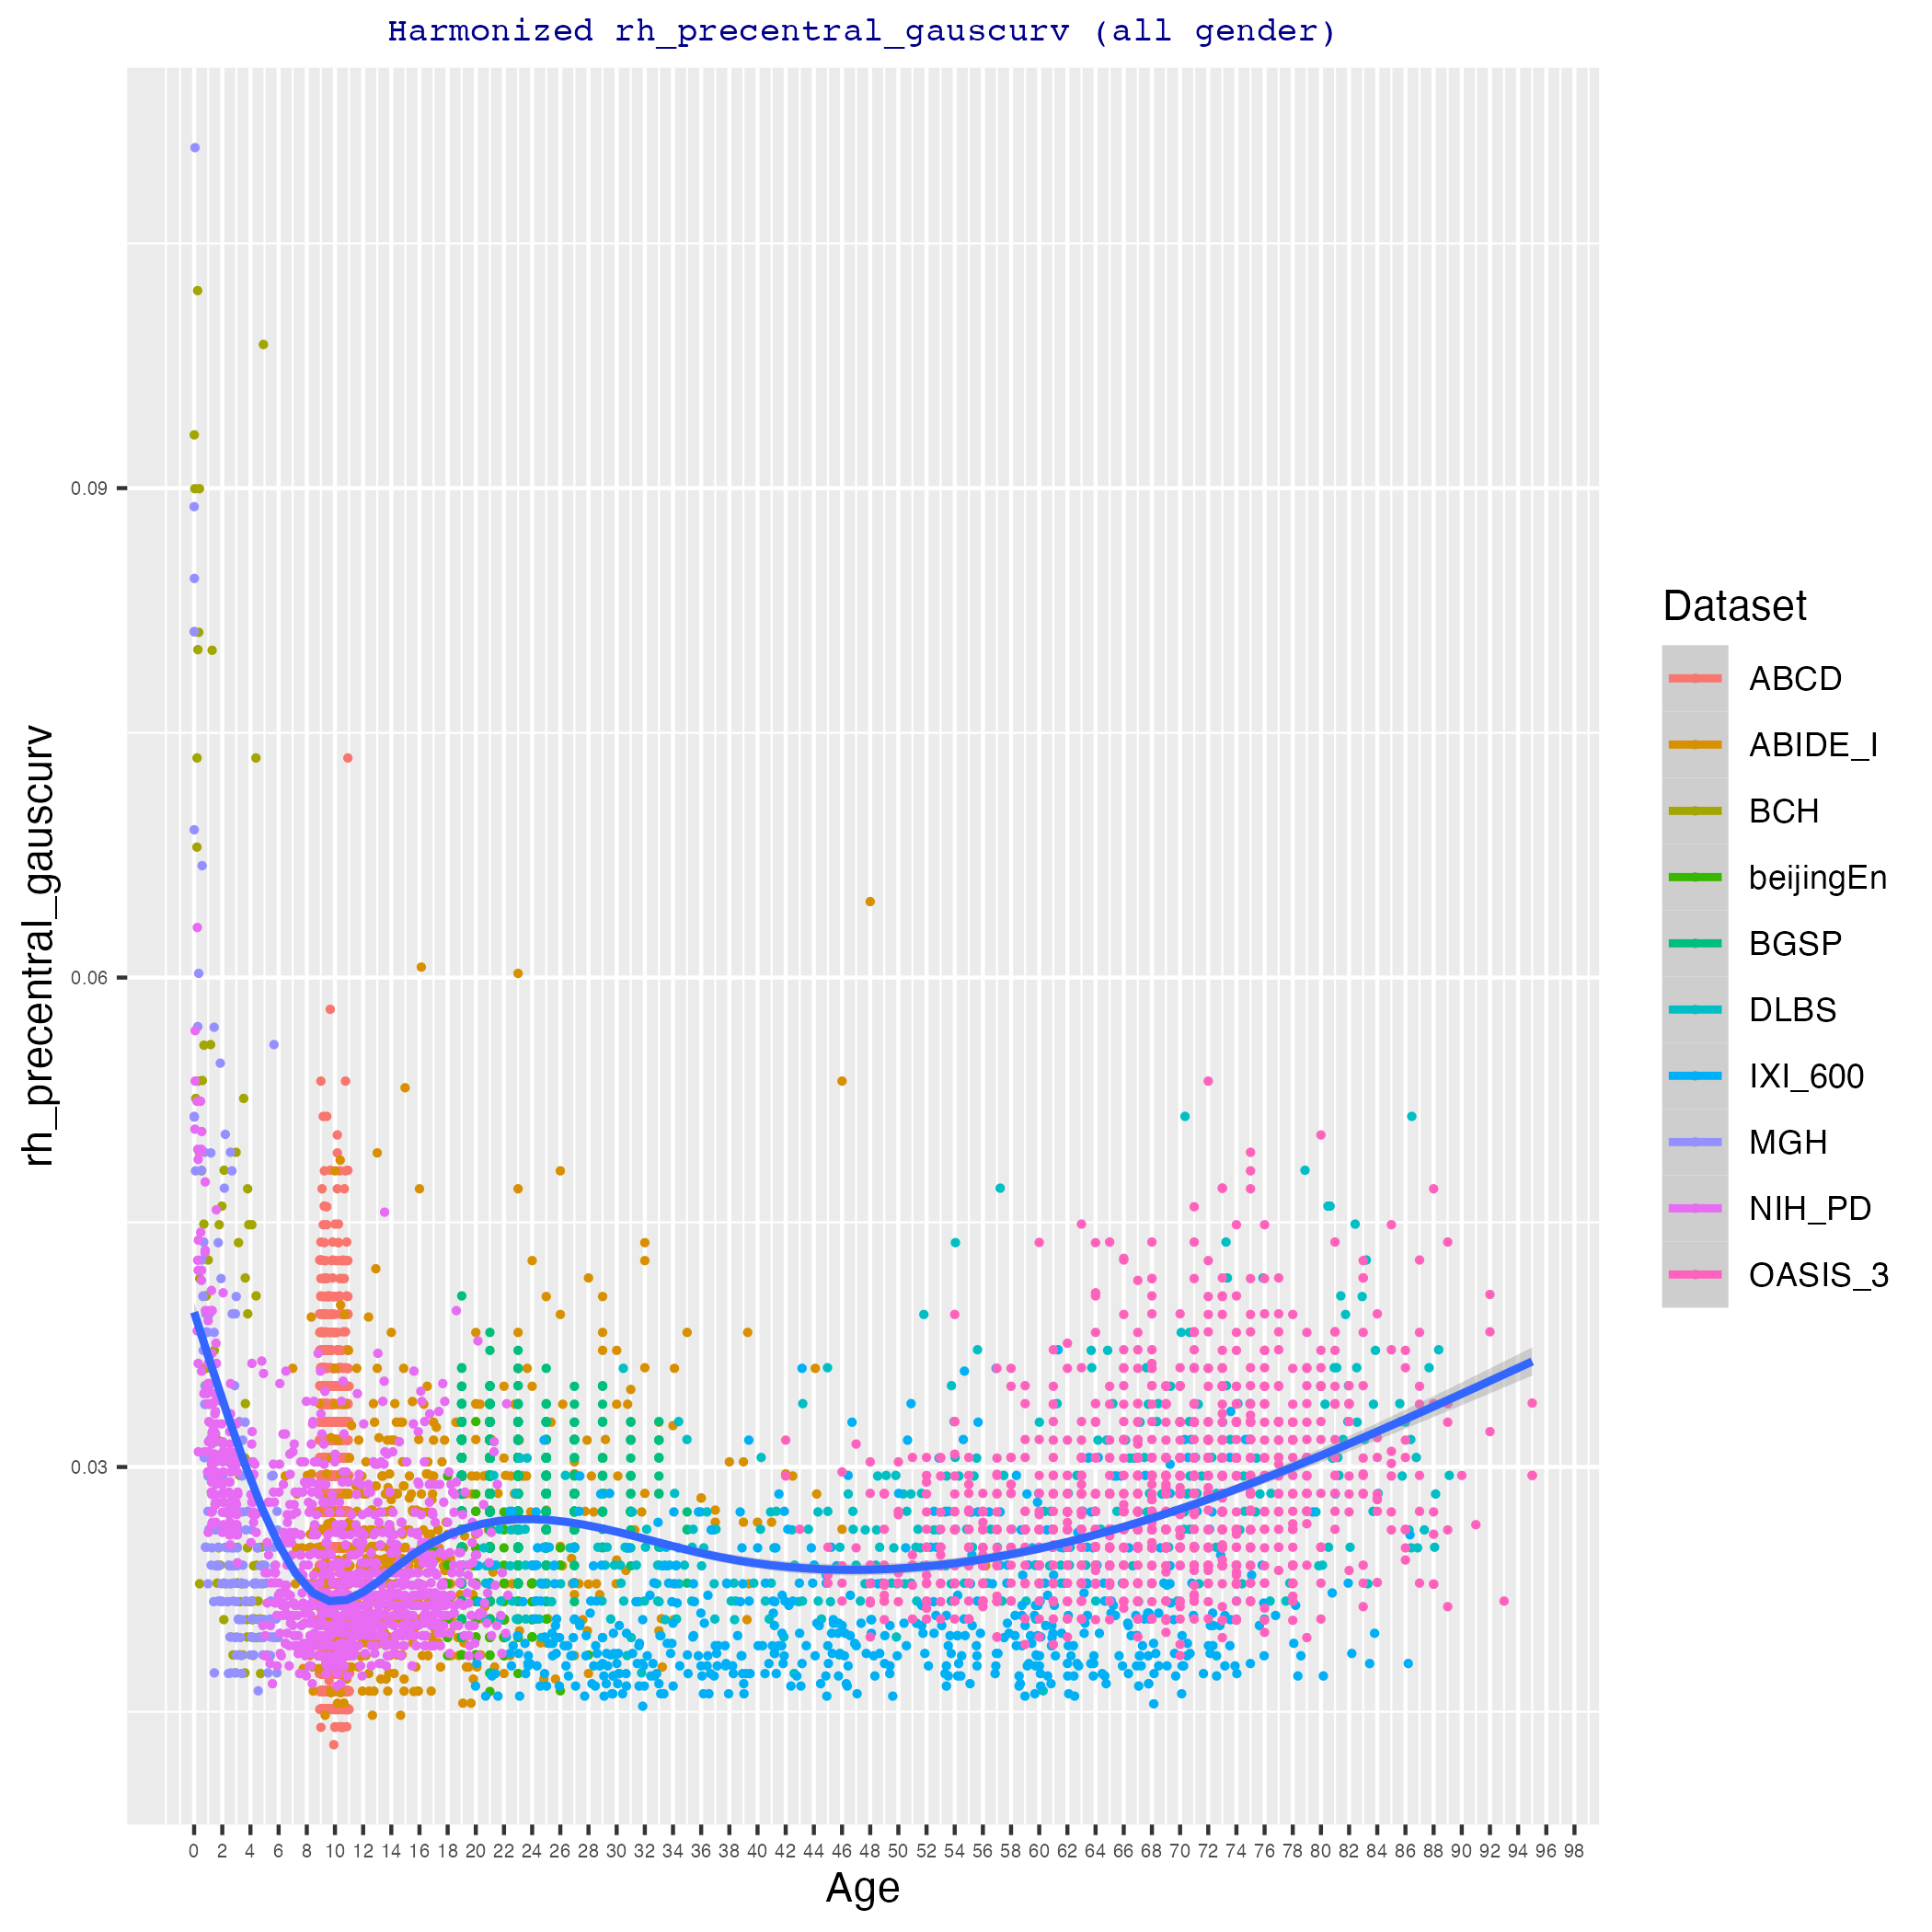 Harmonized rh_precentral_gauscurv (all gender)
rh_precentral_gauscurv
0.09
0.06
0.03
0 2 4 6 8 10 12 14 16 18 20 22 24 26 28 30 32 34 36 38 40 42 44 46 48 50 52 54 56 58 60 62 64 66 68 70 72 74 76 78 80 82 84 86 88 90 92 94 96 98
Age
Dataset
ABCD
ABIDE_I
BCH
beijingEn
BGSP
DLBS
IXI_600
MGH
NIH_PD
OASIS_3